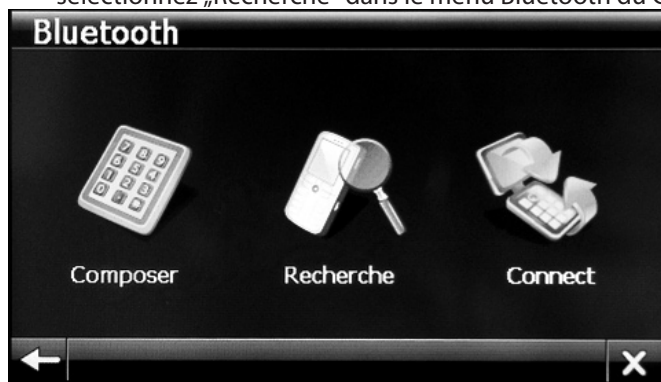 sélectionnez „Recherche“ dans le menu Bluetooth du
Bluetooth
Composer
Recherche
Connect